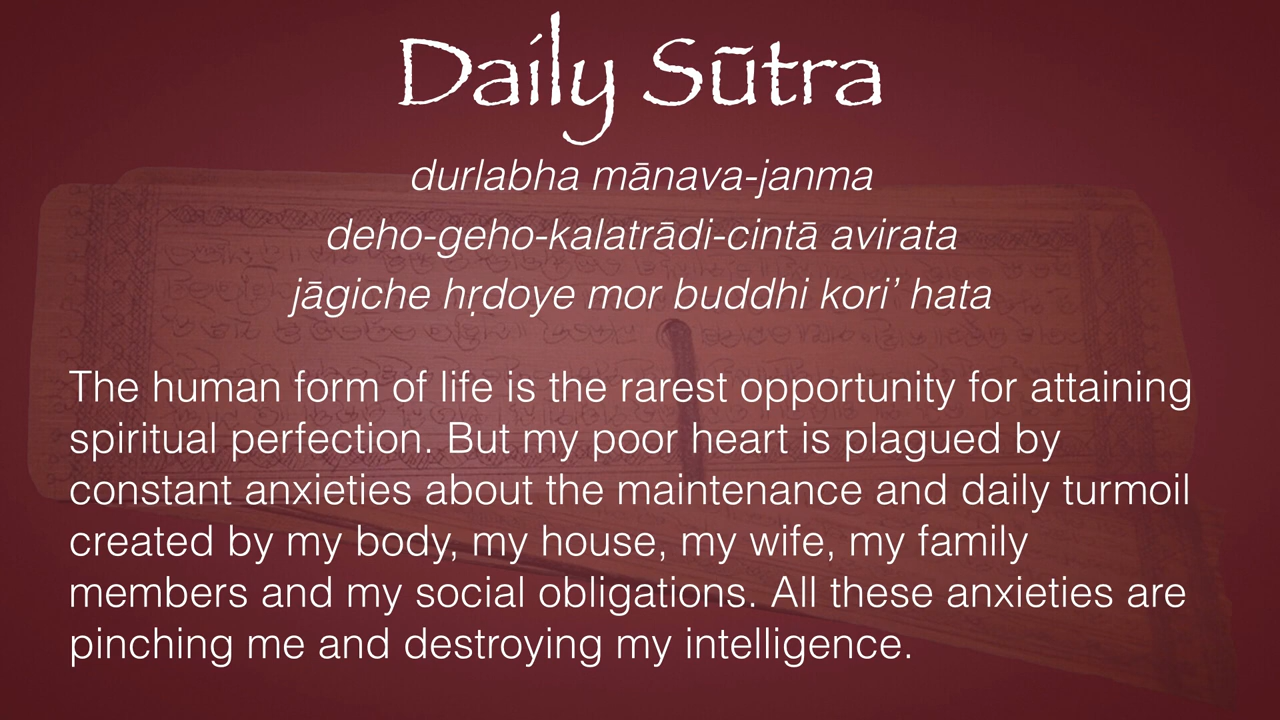 Daily Sūtra
durlabha mānava-janma
deho-geho-kalatrādi-cintā avirata
jāgiche hṛdoye mor buddhi kori’ hata
The human form of life is the rarest opportunity for attaining
spiritual perfection. But my poor heart is plagued by
constant anxieties about the maintenance and daily turmoil
created by my body, my house, my wife, my family
members and my social obligations. All these anxieties are
pinching me and destroying my intelligence.